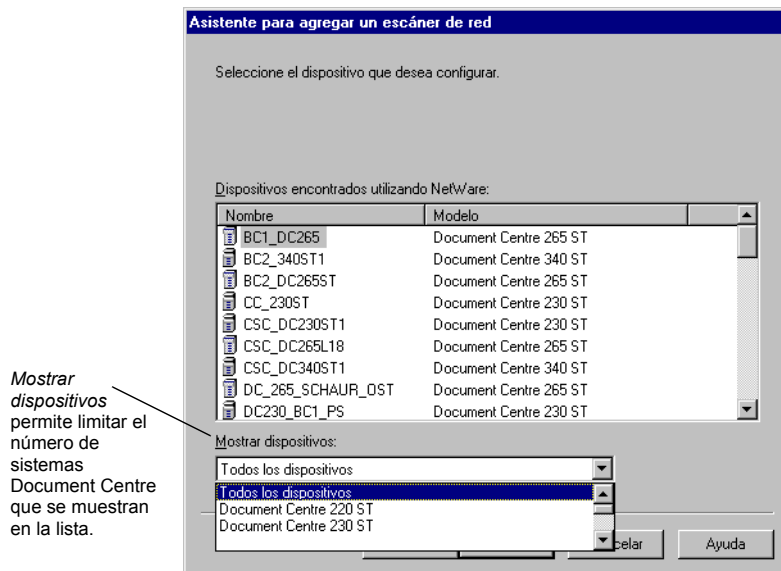 Asistente para agregar un escáner de red
Seleccione el dispositivo que desea configurar.
Dispositivos encontrados utilizando NetWare:
Nombre Modelo
BC1_DC265 Document Centre 265 ST
BC2_340ST1 Document Centre 340 ST
BC2_DC265ST Document Centre 265 ST
CC_230ST Document Centre 230 ST
CSC_DC230ST1 Document Centre 230 ST
CSC_DC265L18 Document Centre 265 ST
CSC_DC340ST1 Document Centre 340 ST
DC_265_SCHAUR_OST Document Centre 265 ST
DC230_BC1_PS Document Centre 230 ST
Mostrar dispositivos:
Todos los dispositivos
Todos los dispositivos
Document Centre 220 ST
Document Centre 230 ST
celar Ayuda
Mostrar
dispositivos
permite limitar el
número de
sistemas
Document Centre
que se muestran
en la lista.